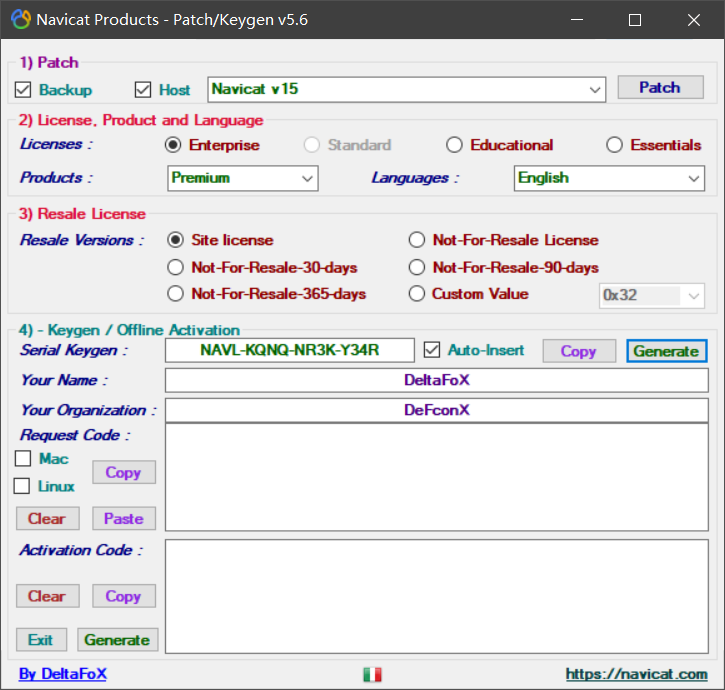 Navicat Products - Patch/Keygen v5.6
1) Patch
Backup Host Navicat v15 Patch
2) License, Product and Language
Licenses : Enterprise Standard Educational Essentials
Products : Premium Languages : English
3) Resale License
Resale Versions : Site license Not-For-Resale License
Not-For-Resale-30-days Not-For-Resale-90-days
Not-For-Resale-365-days Custom Value 0x32
4) - Keygen / Offline Activation
Serial Keygen : NAVL-KQNQ-NR3K-Y34R Auto-Insert Copy Generate
Your Name : DeltaFoX
Your Organization : DeFconX
Request Code :
Mac
Copy
Linux
Clear Paste
Activation Code :
Clear Copy
Exit Generate
By DeltaFoX https://navicat.com